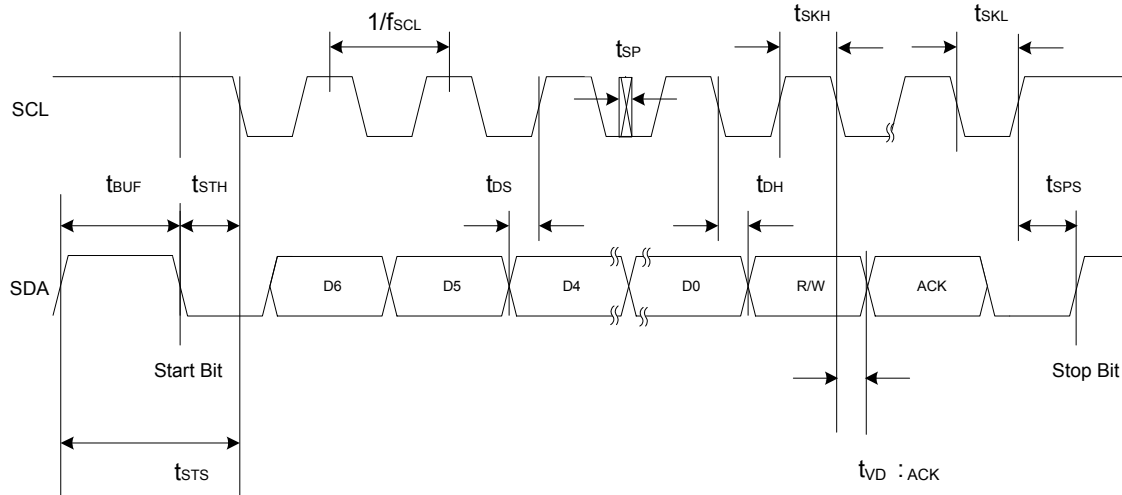 1/fSCL
tSKH
tSKL
tSP
SCL
tBUF
tSTH
tDS
tDH
tSPS
SDA
D6
D5
D4
D0
R/W
ACK
Start Bit
Stop Bit
tSTS
tVD : ACK